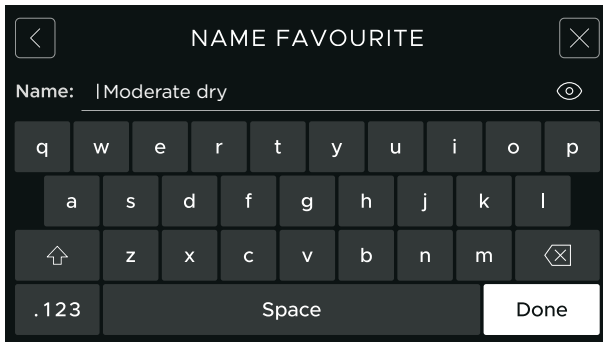 NAME FAVOURITE
Name: Moderate dry
q w e r t y u i o p
a s d f g h j k l
z x c v b n m
.123 Space Done